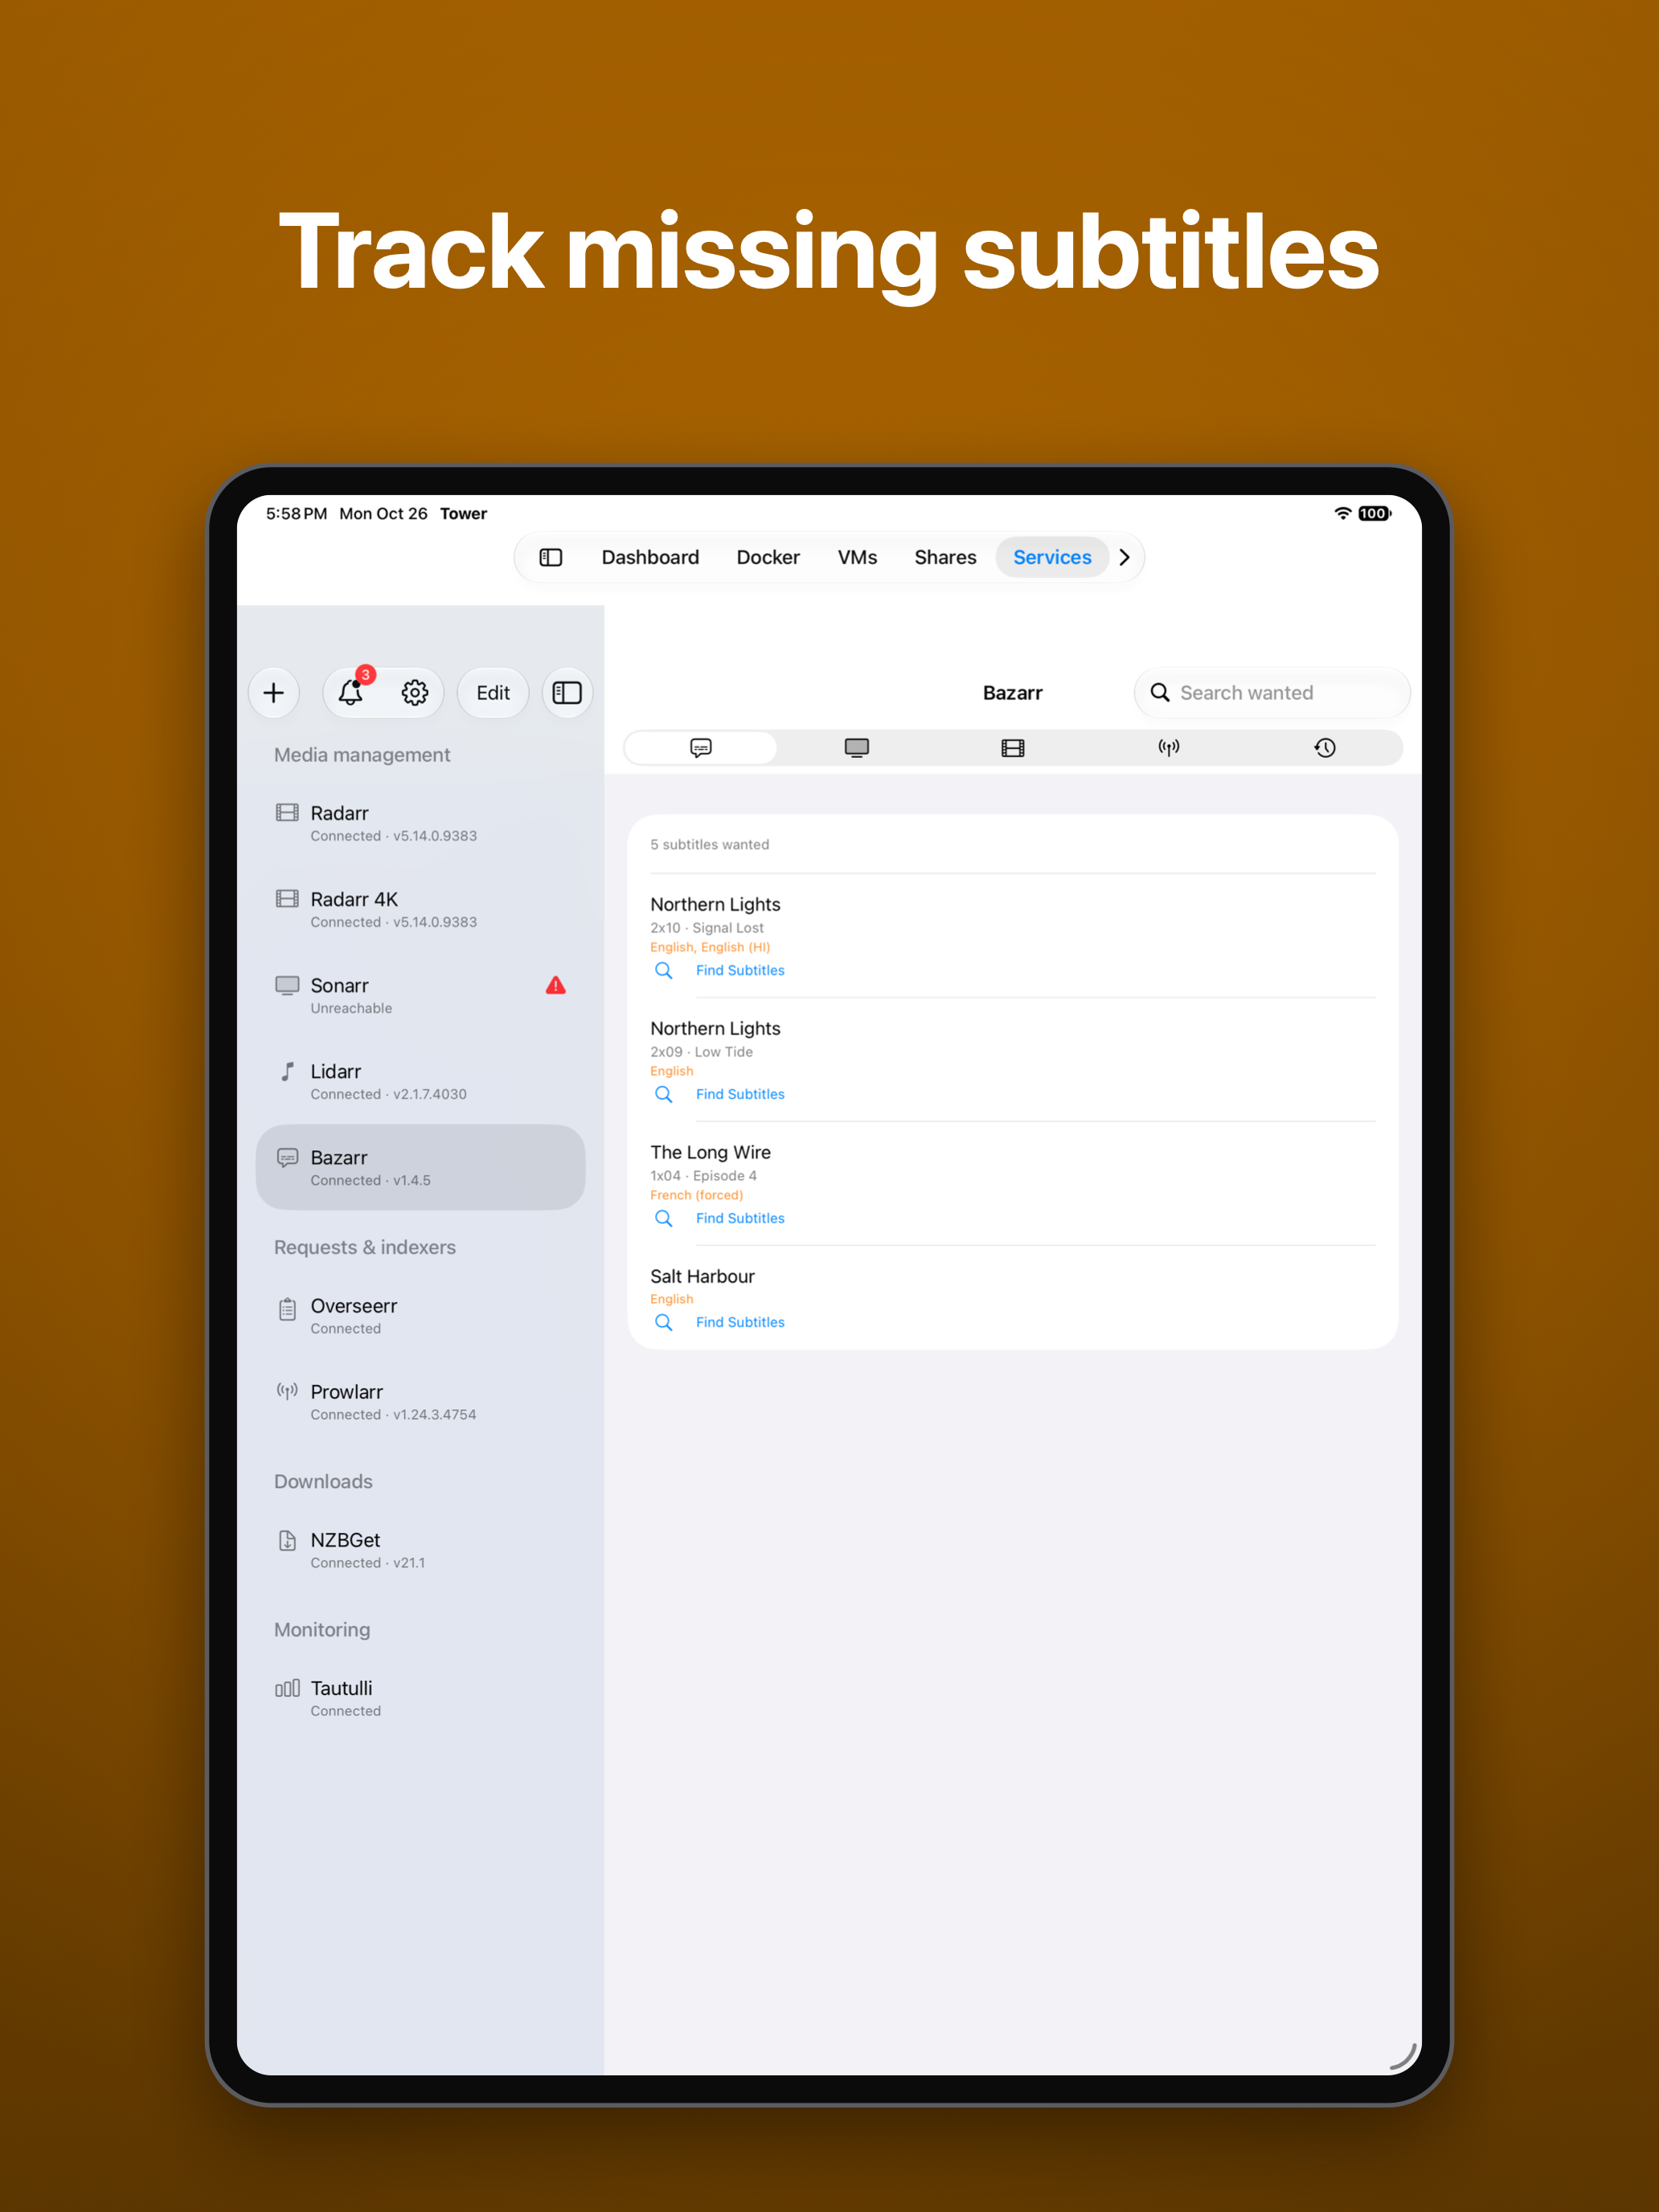 Track missing subtitles
5:58 PM Mon Oct 26 Tower
100
Dashboard Docker VMs Shares Services
3
Edit
Bazarr
Search wanted
Media management
Radarr
Connected · v5.14.0.9383
Radarr 4K
Connected · v5.14.0.9383
Sonarr
Unreachable
Lidarr
Connected · v2.1.7.4030
Bazarr
Connected · v1.4.5
Requests & indexers
Overseerr
Connected
Prowlarr
Connected · v1.24.3.4754
Downloads
NZBGet
Connected · v21.1
Monitoring
Tautulli
Connected
5 subtitles wanted
Northern Lights
2x10 · Signal Lost
English, English (HI)
Find Subtitles
Northern Lights
2x09 · Low Tide
English
Find Subtitles
The Long Wire
1x04 · Episode 4
French (forced)
Find Subtitles
Salt Harbour
English
Find Subtitles